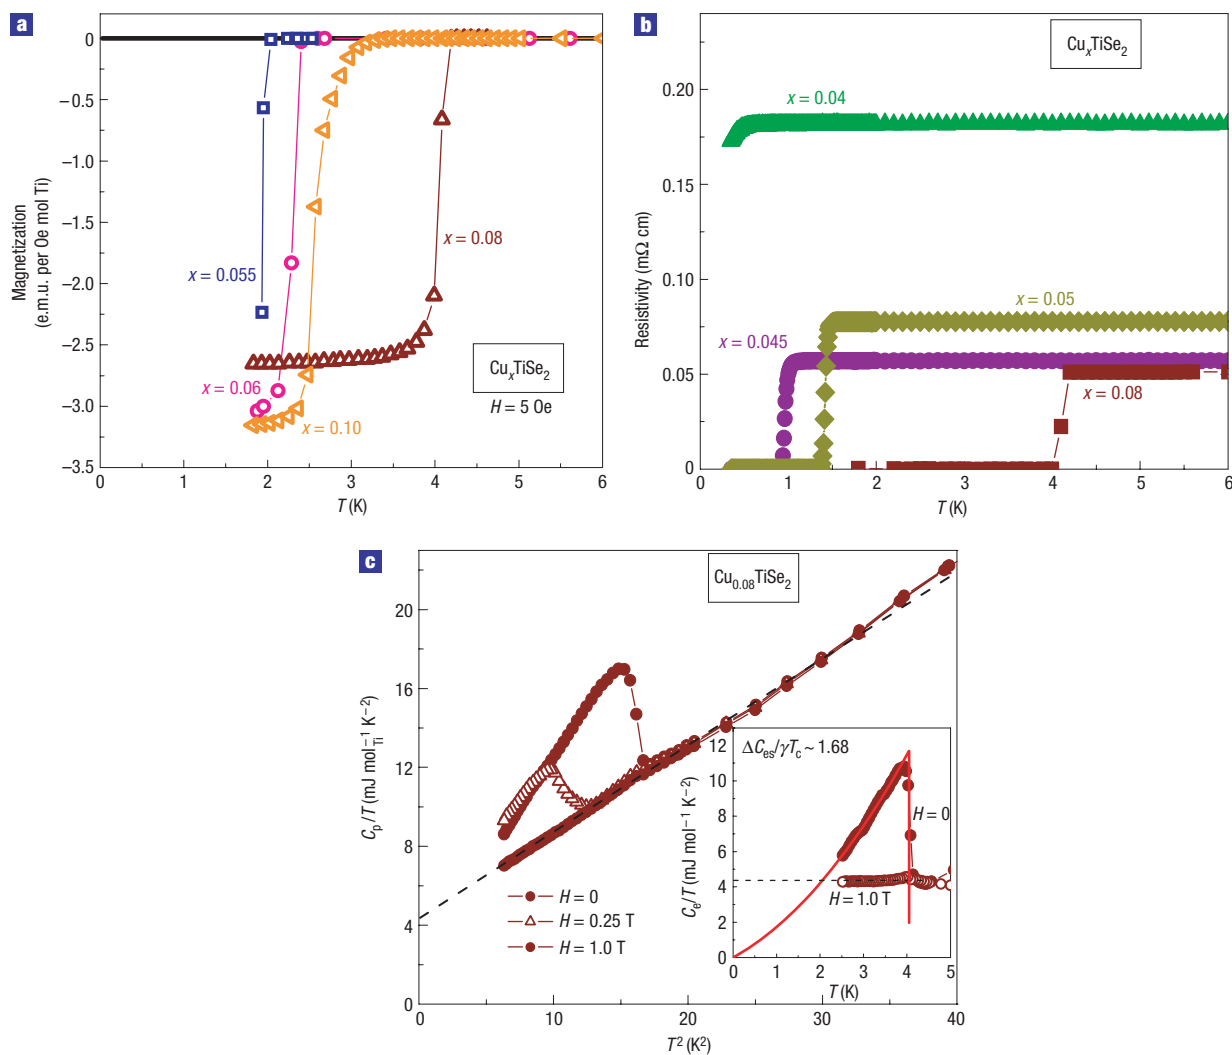 a
0
−0.5
−1.0
−1.5
−2.0
−2.5
−3.0
−3.5
Magnetization
(e.m.u. per Oe mol Ti)
x = 0.055
x = 0.08
x = 0.06
x = 0.10
CuₓTiSe₂
H = 5 Oe
0 1 2 3 4 5 6
T (K)
b
CuₓTiSe₂
0.20
0.15
0.10
0.05
0
Resistivity (mΩ cm)
x = 0.04
x = 0.05
x = 0.045
x = 0.08
0 1 2 3 4 5 6
T (K)
c
Cu₀.₀₈TiSe₂
20
16
12
8
4
0
Cₚ/T (mJ mol⁻¹Ti K⁻²)
H = 0
H = 0.25 T
H = 1.0 T
0 10 20 30 40
T² (K²)
ΔCₑₛ/γT꜀ ~ 1.68
12
10
8
6
4
2
0
Cₑ/T (mJ mol⁻¹ K⁻²)
H = 0
H = 1.0 T
0 1 2 3 4 5
T (K)